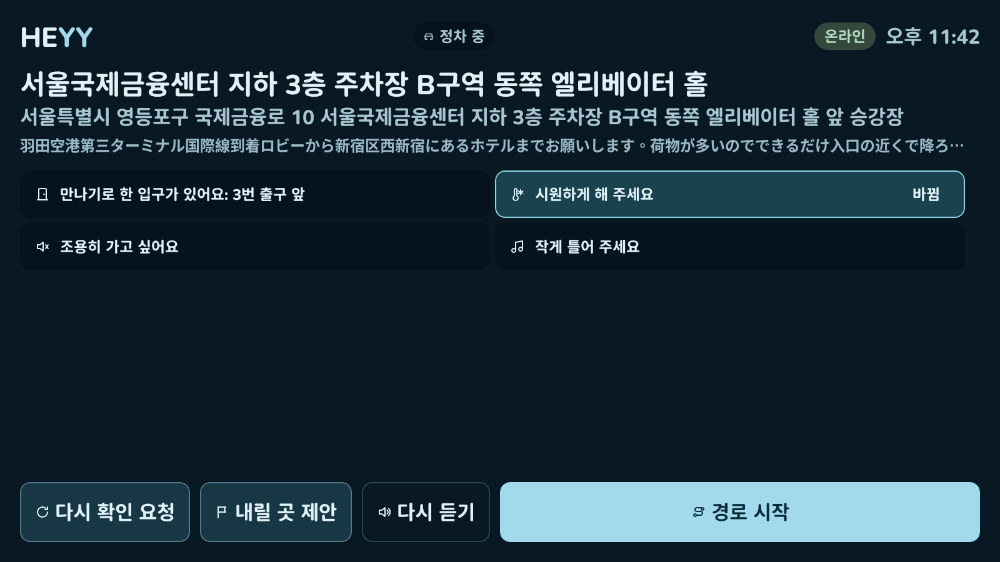 HEYY
정차 중
온라인
오후 11:42
서울국제금융센터 지하 3층 주차장 B구역 동쪽 엘리베이터 홀
서울특별시 영등포구 국제금융로 10 서울국제금융센터 지하 3층 주차장 B구역 동쪽 엘리베이터 홀 앞 승강장
羽田空港第三ターミナル国際線到着ロビーから新宿区西新宿にあるホテルまでお願いします。荷物が多いのでできるだけ入口の近くで降ろ…
만나기로 한 입구가 있어요: 3번 출구 앞
시원하게 해 주세요
바뀜
조용히 가고 싶어요
작게 틀어 주세요
다시 확인 요청
내릴 곳 제안
다시 듣기
경로 시작